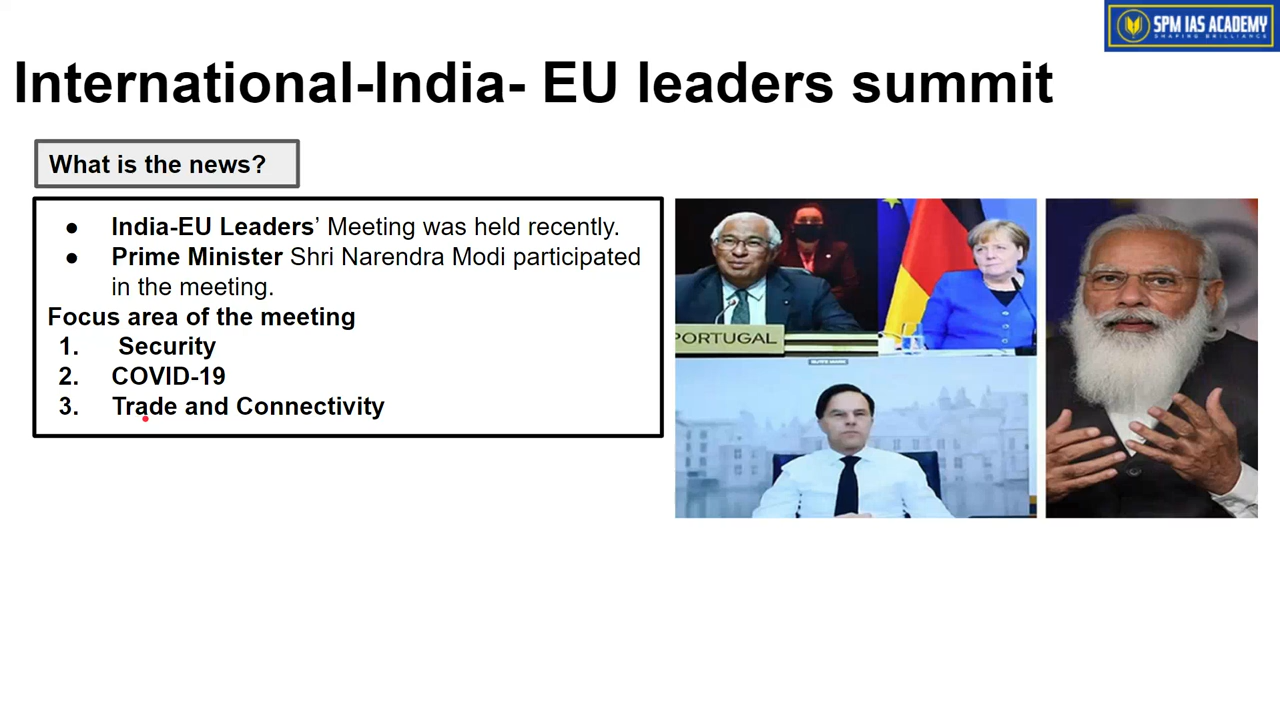 SPM IAS ACADEMY
SHAPING BRILLIANCE
International-India- EU leaders summit
What is the news?
● India-EU Leaders’ Meeting was held recently.
● Prime Minister Shri Narendra Modi participated
in the meeting.
Focus area of the meeting
1. Security
2. COVID-19
3. Trade and Connectivity
PORTUGAL